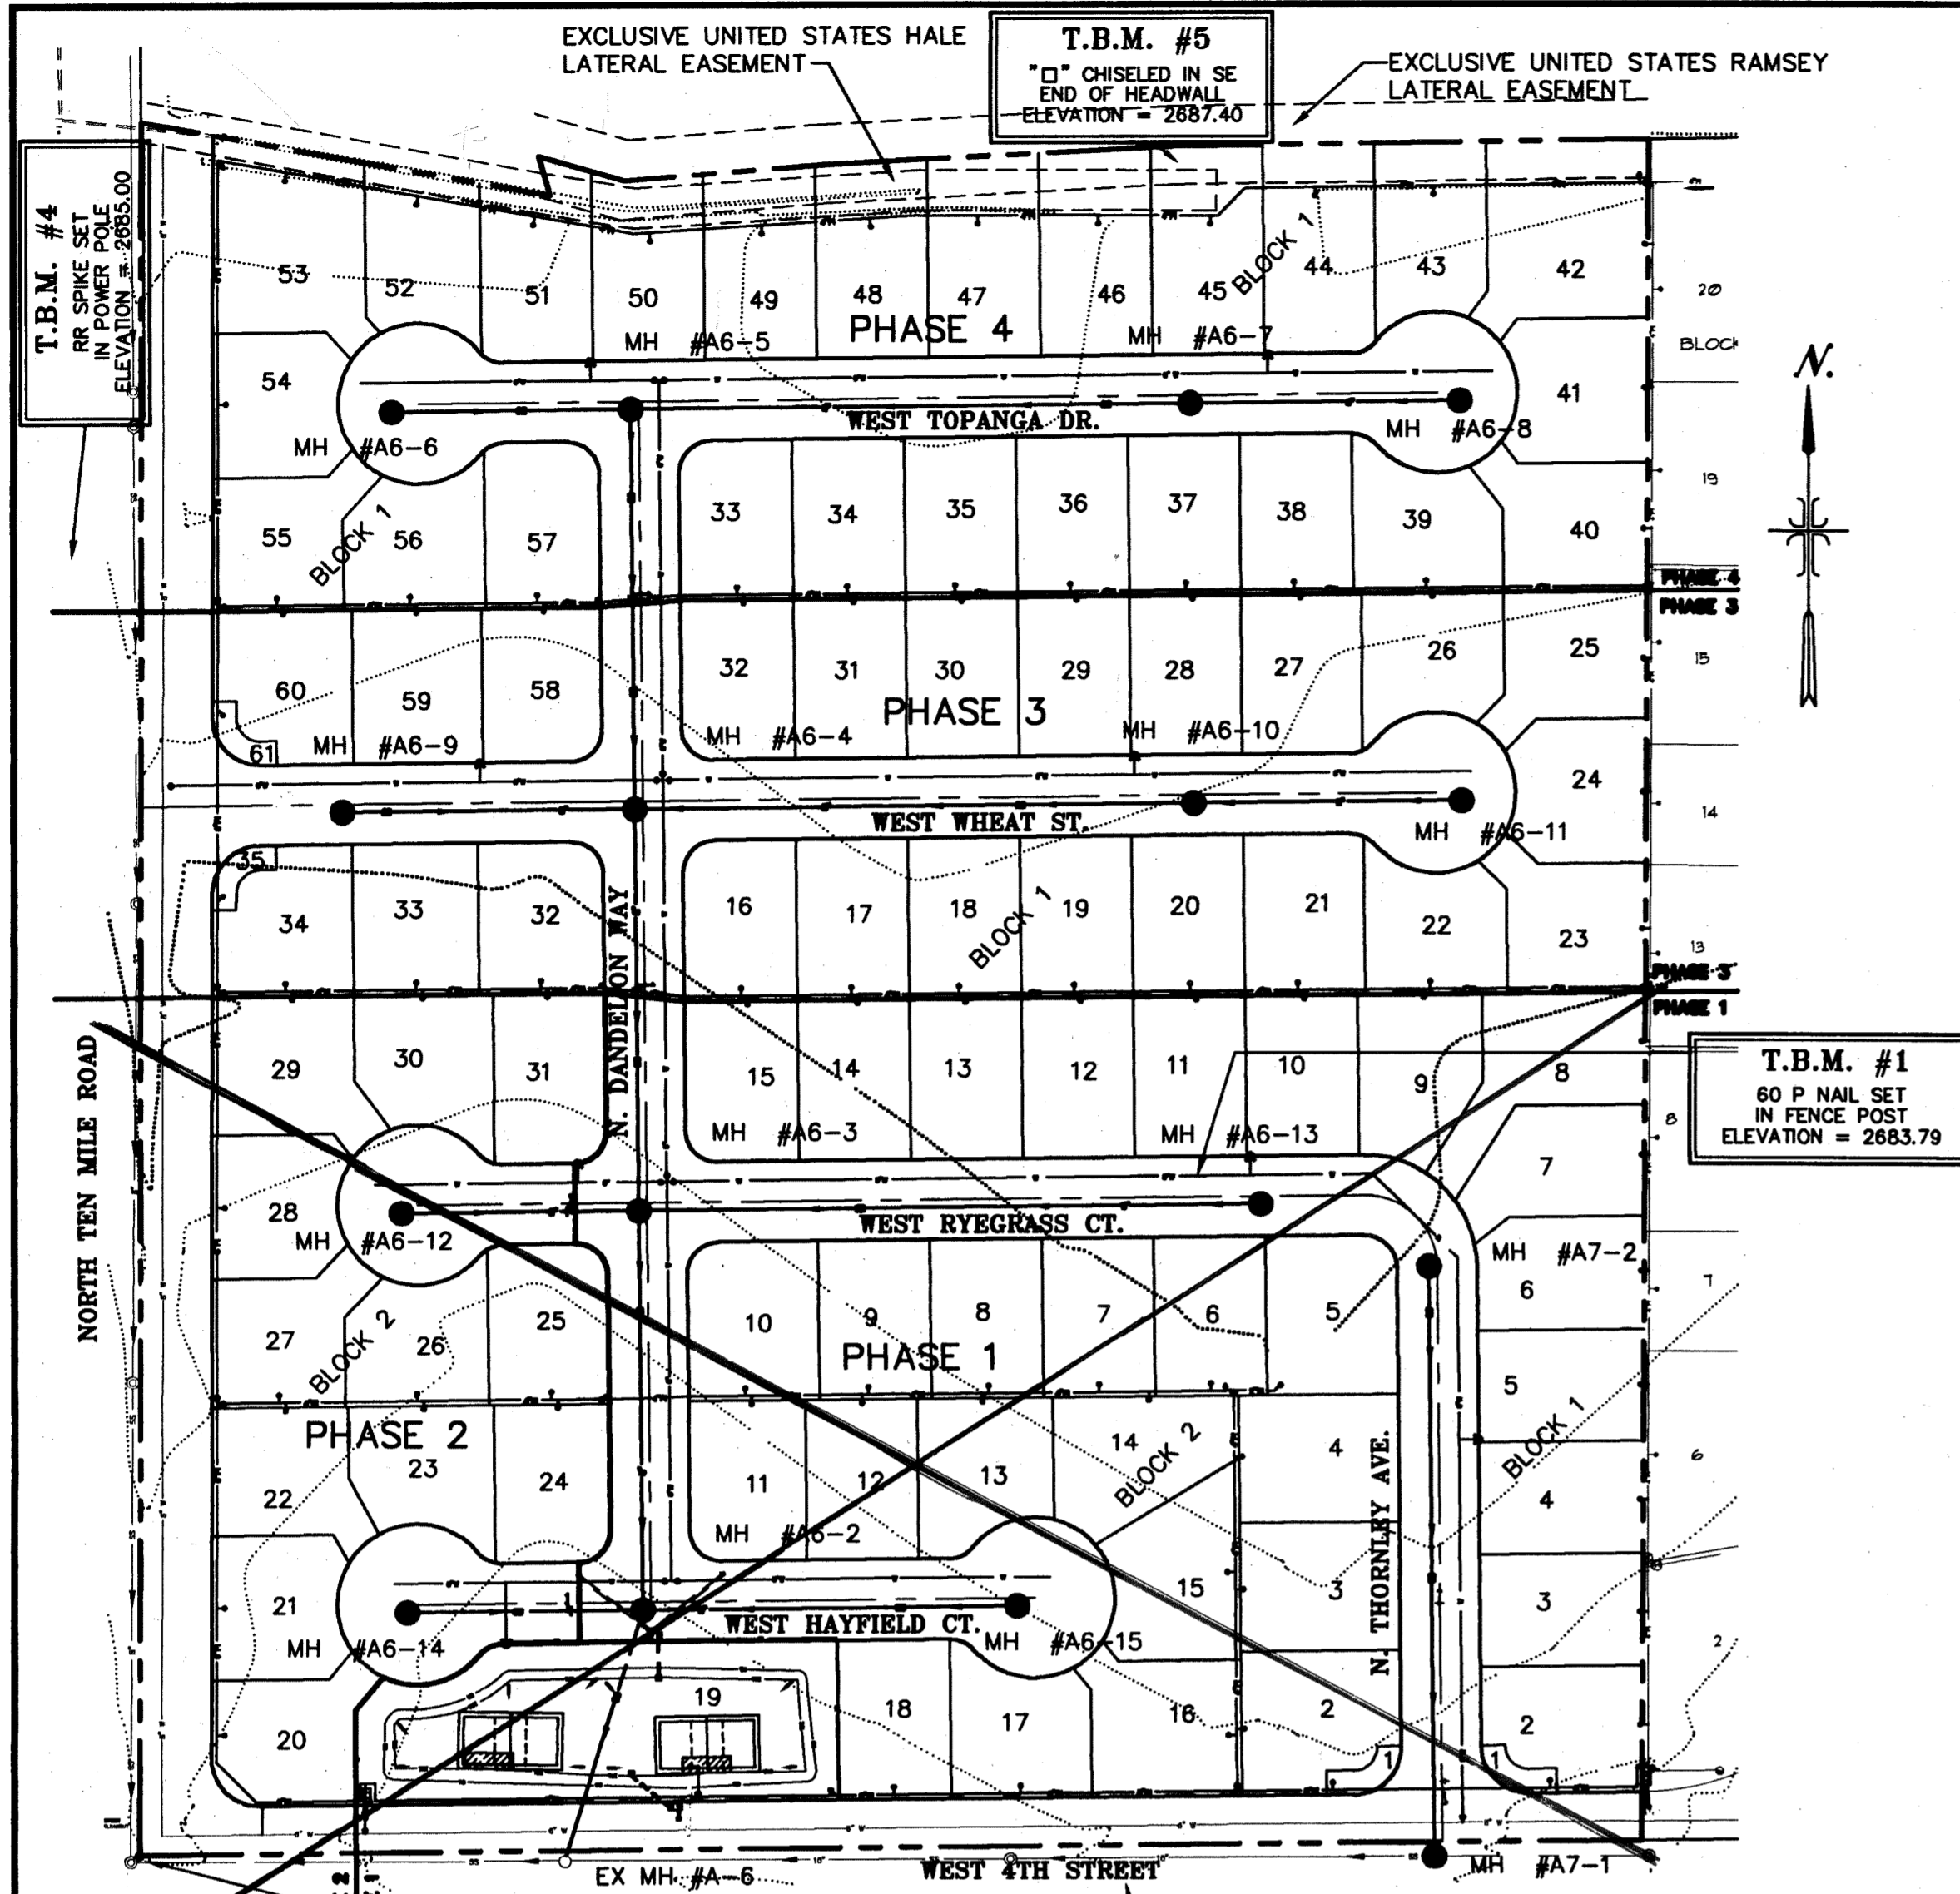 EXCLUSIVE UNITED STATES HALE
LATERAL EASEMENT
T.B.M. #5
"□" CHISELED IN SE
END OF HEADWALL
ELEVATION = 2687.40
EXCLUSIVE UNITED STATES RAMSEY
LATERAL EASEMENT
T.B.M. #4
RR SPIKE SET
IN POWER POLE
ELEVATION = 2685.00
53
52
51
50
49
48
47
46
45
BLOCK 1
44
43
42
20
PHASE 4
MH #A6-5
MH #A6-7
BLOCK
N.
54
41
WEST TOPANGA DR.
MH #A6-6
MH #A6-8
19
55
BLOCK 1
56
57
33
34
35
36
37
38
39
40
PHASE 4
PHASE 3
60
59
58
32
31
30
29
28
27
26
25
15
PHASE 3
61
MH #A6-9
MH #A6-4
MH #A6-10
24
14
WEST WHEAT ST.
MH #A6-11
35
34
33
32
N. DANDELION WAY
16
17
18
BLOCK 1
19
20
21
22
23
13
PHASE 3
PHASE 1
NORTH TEN MILE ROAD
29
30
31
15
14
13
12
11
10
9
8
8
T.B.M. #1
60 P NAIL SET
IN FENCE POST
ELEVATION = 2683.79
MH #A6-3
MH #A6-13
7
28
MH #A6-12
WEST RYEGRASS CT.
MH #A7-2
6
7
27
BLOCK 2
26
25
10
9
8
7
6
5
PHASE 1
5
PHASE 2
22
23
24
11
12
13
14
BLOCK 2
4
N. THORNLEY AVE.
BLOCK 1
4
6
MH #A6-2
21
15
3
3
2
MH #A6-14
WEST HAYFIELD CT.
MH #A6-15
20
19
18
17
16
2
1
1
2
EX MH #A-6
WEST 4TH STREET
MH #A7-1
2
1